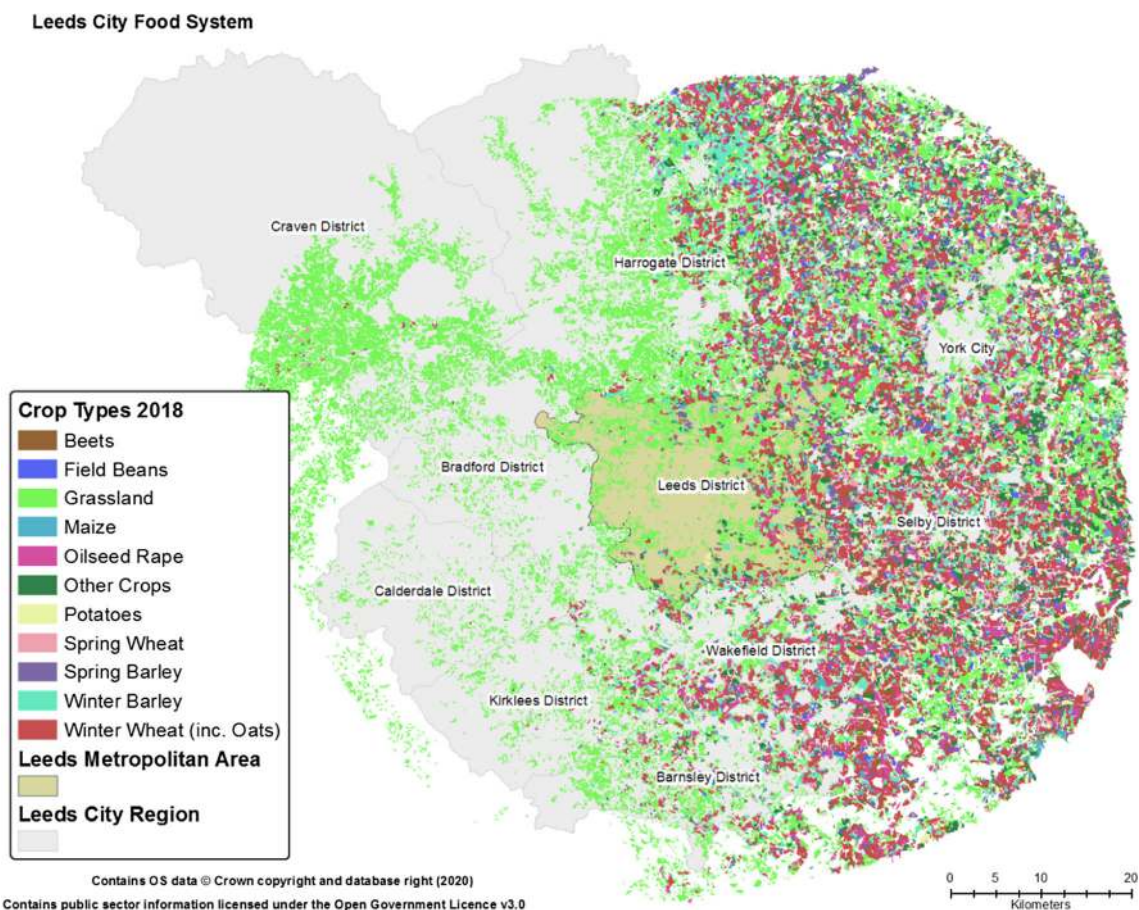 Leeds City Food System
Craven District
Harrogate District
York City
Bradford District
Leeds District
Selby District
Calderdale District
Wakefield District
Kirklees District
Barnsley District
Crop Types 2018
Beets
Field Beans
Grassland
Maize
Oilseed Rape
Other Crops
Potatoes
Spring Wheat
Spring Barley
Winter Barley
Winter Wheat (inc. Oats)
Leeds Metropolitan Area
Leeds City Region
Contains OS data © Crown copyright and database right (2020)
Contains public sector information licensed under the Open Government Licence v3.0
0 5 10 20
Kilometers